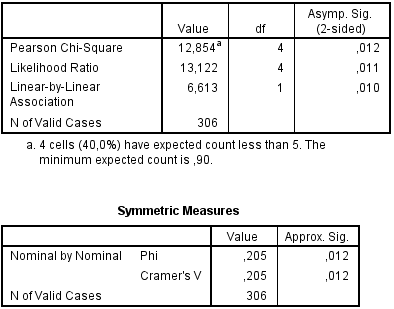 Value df Asymp. Sig. (2-sided)
Pearson Chi-Square 12,854a 4 ,012
Likelihood Ratio 13,122 4 ,011
Linear-by-Linear Association 6,613 1 ,010
N of Valid Cases 306
a. 4 cells (40,0%) have expected count less than 5. The
minimum expected count is ,90.
Symmetric Measures
Value Approx. Sig.
Nominal by Nominal Phi ,205 ,012
Cramer's V ,205 ,012
N of Valid Cases 306